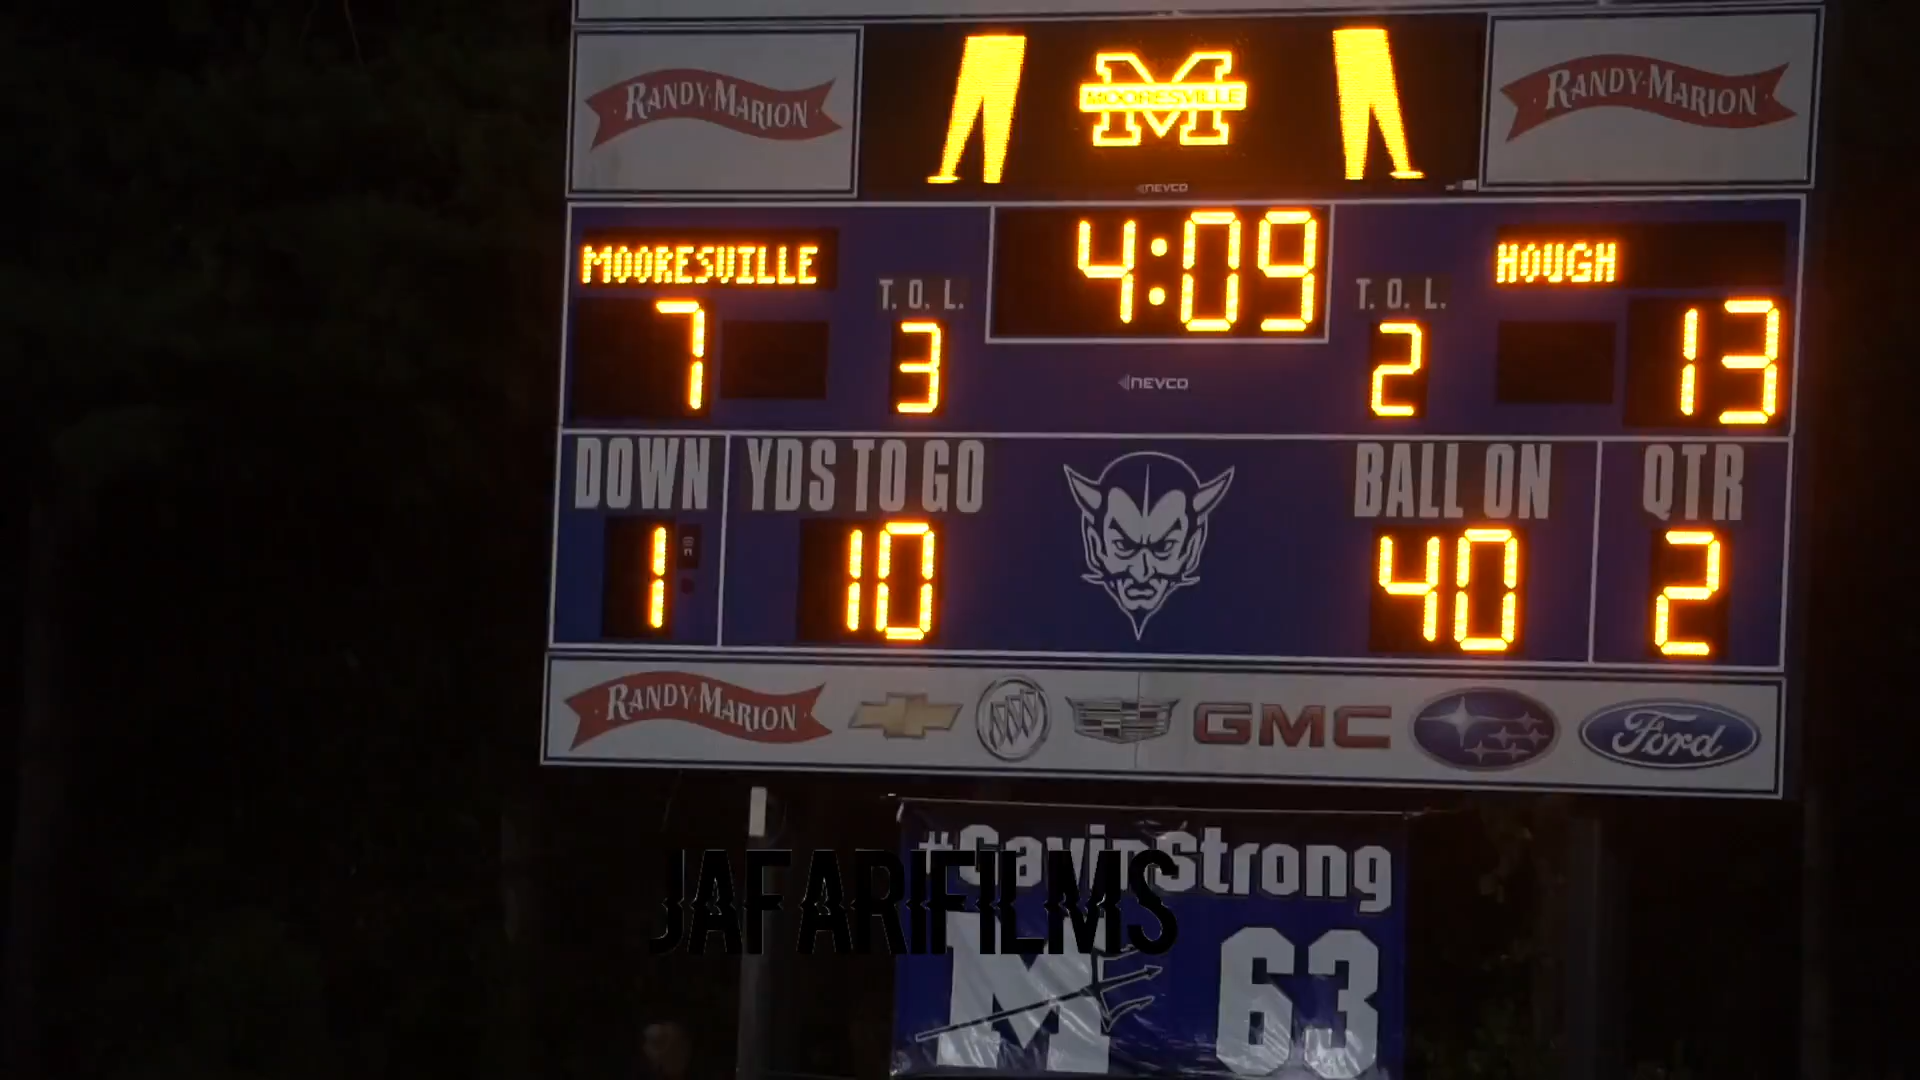 RANDY MARION
M
MOORESVILLE
RANDY MARION
NEVCO
MOORESVILLE
4:09
HOUGH
T. O. L.
T. O. L.
7
3
2
13
NEVCO
DOWN
YDS TO GO
BALL ON
QTR
1
10
40
2
RANDY MARION
GMC
Ford
#GavinStrong
JAFARIFILMS
M
63